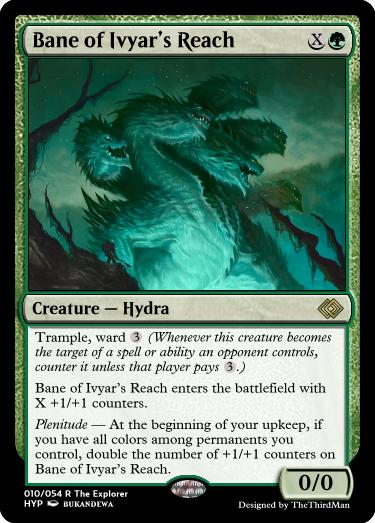 Bane of Ivyar's Reach X
Creature — Hydra
Trample, ward 3 (Whenever this creature becomes
the target of a spell or ability an opponent controls,
counter it unless that player pays 3.)
Bane of Ivyar's Reach enters the battlefield with
X +1/+1 counters.
Plenitude — At the beginning of your upkeep, if
you have all colors among permanents you
control, double the number of +1/+1 counters on
Bane of Ivyar's Reach.
0/0
010/054 R The Explorer
HYP BUKANDEWA
Designed by TheThirdMan